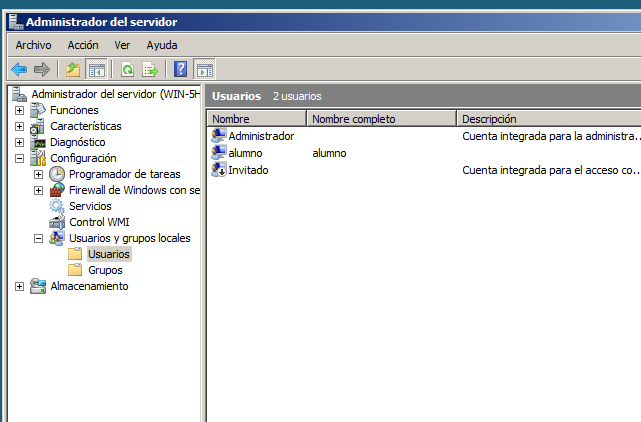 Administrador del servidor
Archivo Acción Ver Ayuda
Administrador del servidor (WIN-5H
Funciones
Características
Diagnóstico
Configuración
Programador de tareas
Firewall de Windows con se
Servicios
Control WMI
Usuarios y grupos locales
Usuarios
Grupos
Almacenamiento
Usuarios 2 usuarios
Nombre Nombre completo Descripción
Administrador Cuenta integrada para la administra...
alumno alumno
Invitado Cuenta integrada para el acceso co...